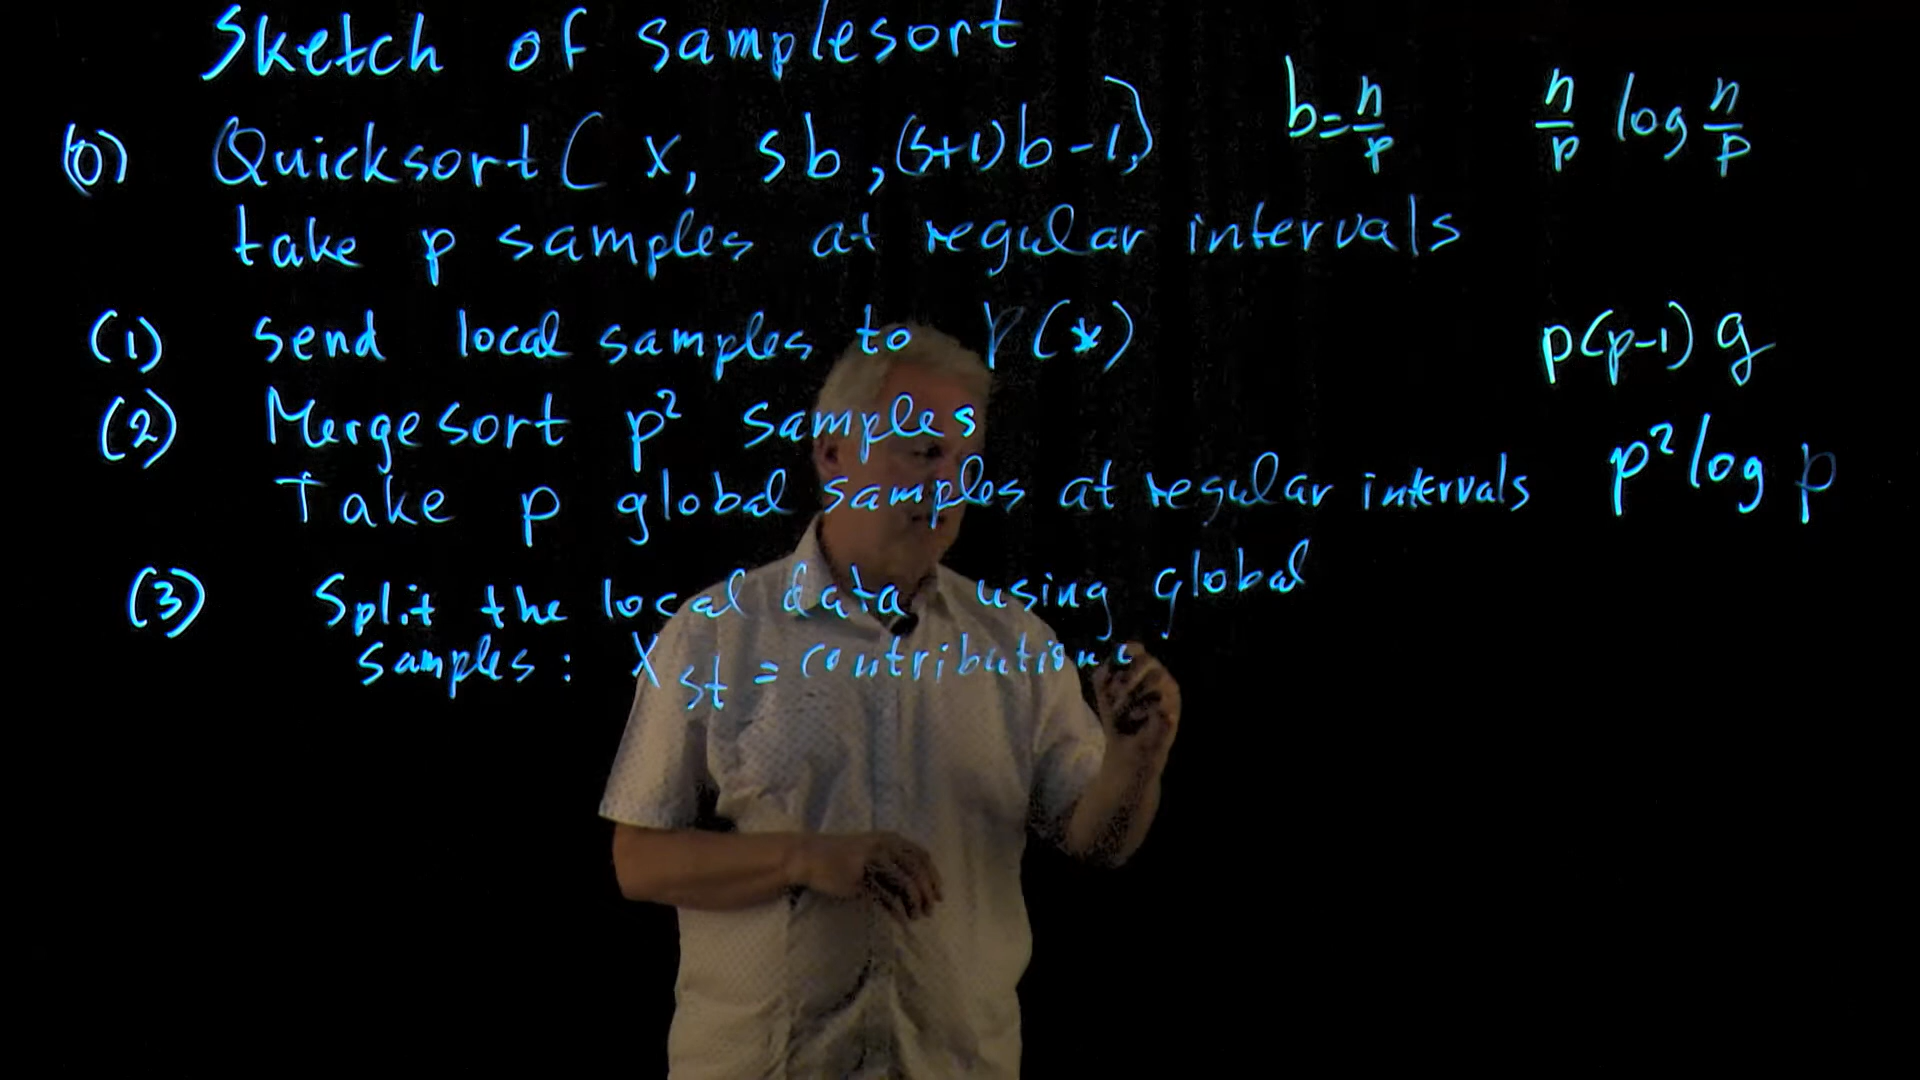 Sketch of samplesort
(0) Quicksort( x, sb, (s+1)b-1) b = n/p n/p log n/p
take p samples at regular intervals
(1) Send local samples to P(*) p(p-1) g
(2) Mergesort p² samples p² log p
Take p global samples at regular intervals
(3) Split the local data using global
samples: X_st = contribution